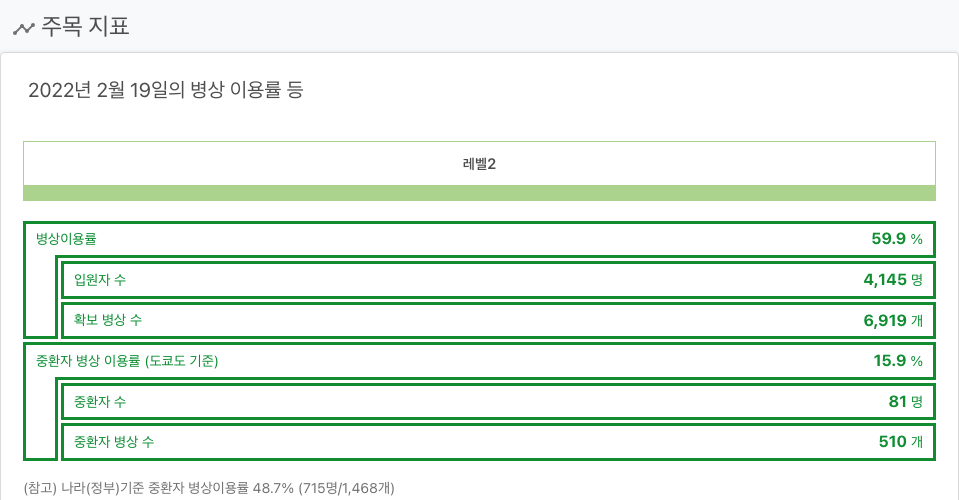 주목 지표
2022년 2월 19일의 병상 이용률 등
레벨2
병상이용률 59.9 %
입원자 수 4,145 명
확보 병상 수 6,919 개
중환자 병상 이용률 (도쿄도 기준) 15.9 %
중환자 수 81 명
중환자 병상 수 510 개
(참고) 나라(정부)기준 중환자 병상이용률 48.7% (715명/1,468개)